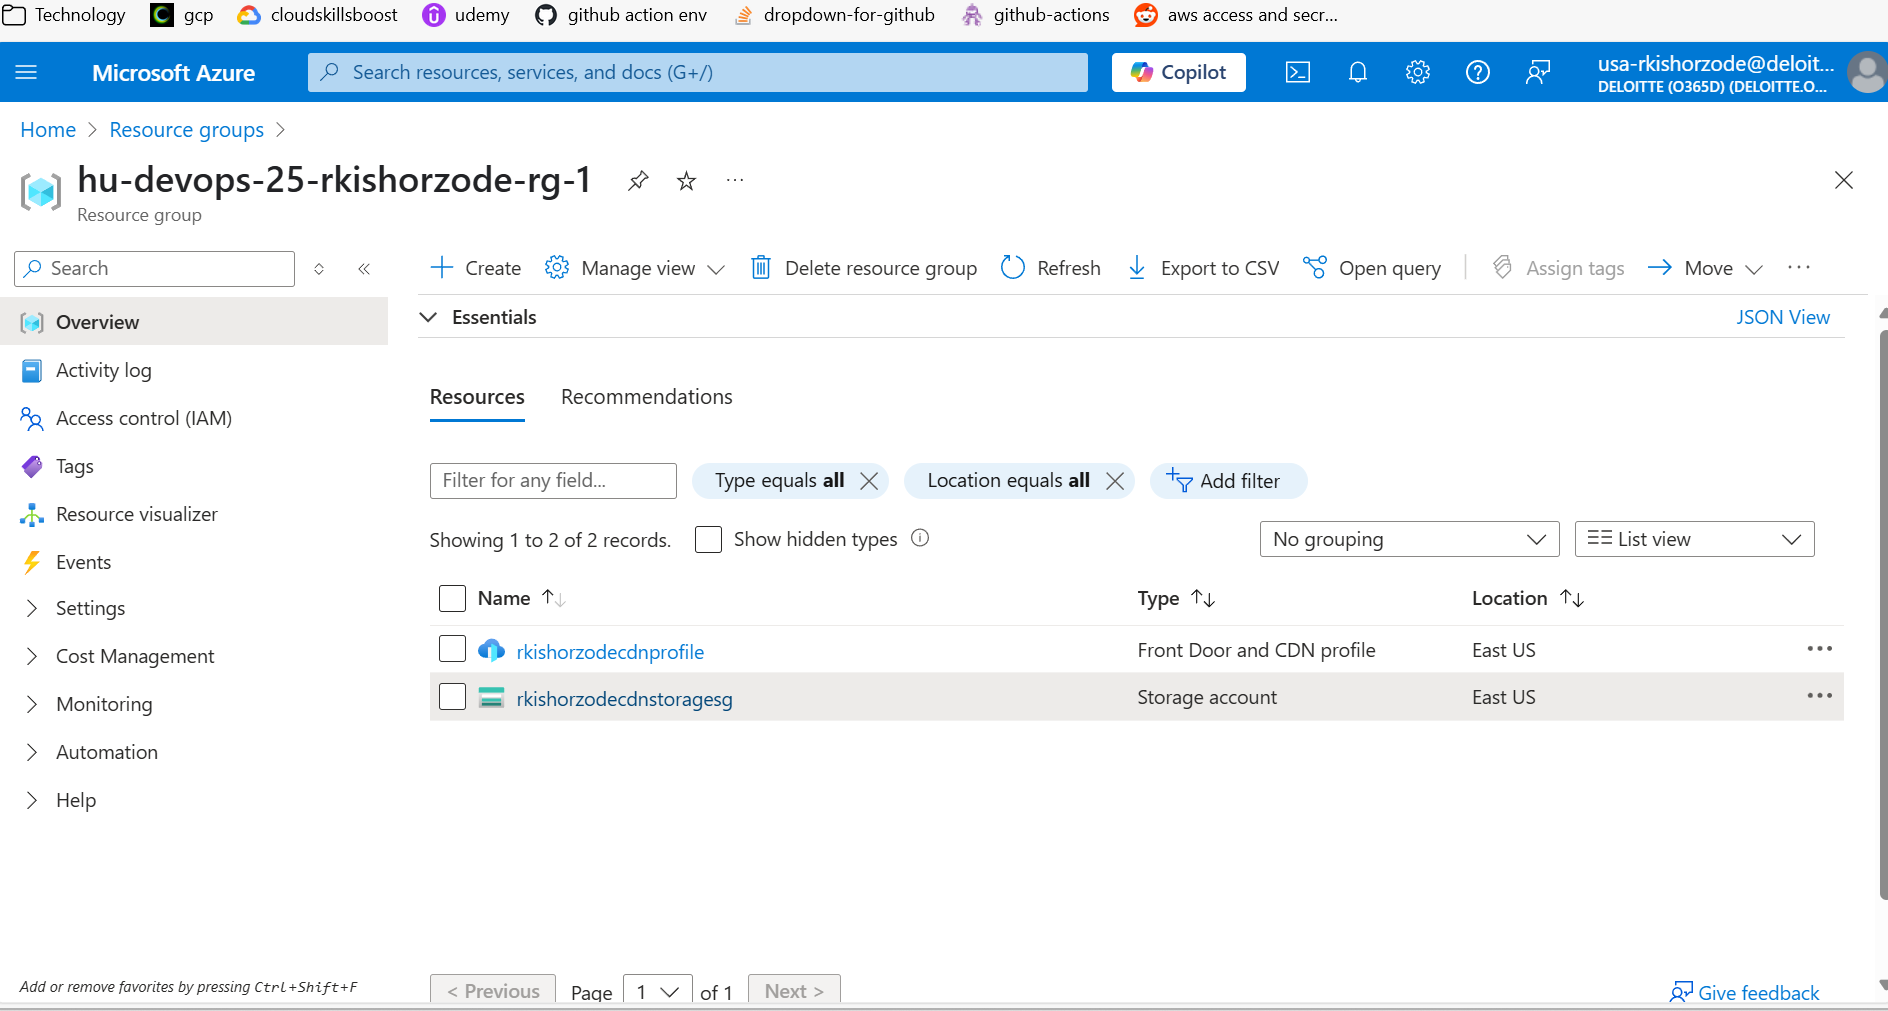 Technology gcp cloudskillsboost udemy github action env dropdown-for-github github-actions aws access and secr...
Microsoft Azure Search resources, services, and docs (G+/) Copilot usa-rkishorzode@deloit...
DELOITTE (O365D) (DELOITTE.O...
Home > Resource groups >
hu-devops-25-rkishorzode-rg-1 ...
Resource group
Search
+ Create Manage view Delete resource group Refresh Export to CSV Open query Assign tags Move ...
Essentials JSON View
Overview
Activity log
Access control (IAM)
Tags
Resource visualizer
Events
Settings
Cost Management
Monitoring
Automation
Help
Resources Recommendations
Filter for any field... Type equals all Location equals all Add filter
Showing 1 to 2 of 2 records. Show hidden types No grouping List view
Name Type Location
rkishorzodecdnprofile Front Door and CDN profile East US ...
rkishorzodecdnstoragesg Storage account East US ...
Add or remove favorites by pressing Ctrl+Shift+F
< Previous Page 1 of 1 Next > Give feedback